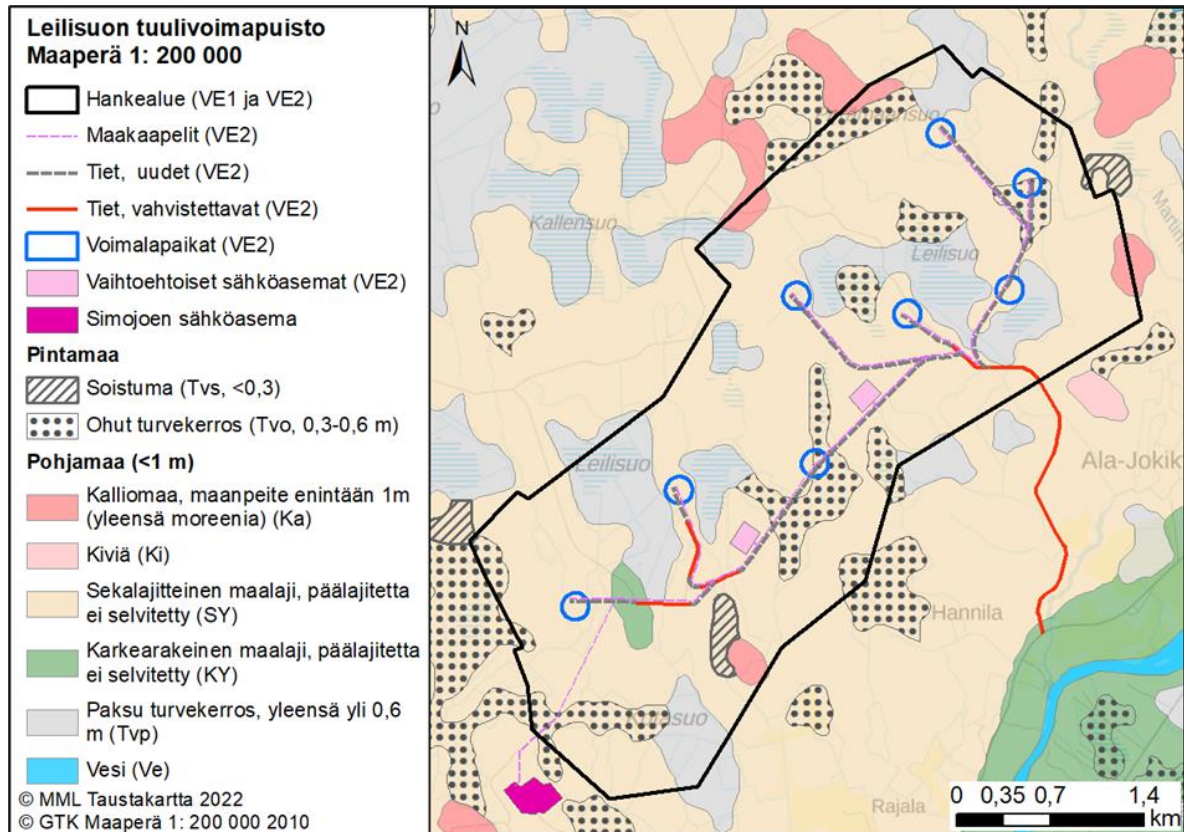 Leilisuon tuulivoimapuisto
Maaperä 1: 200 000
Hankealue (VE1 ja VE2)
Maakaapelit (VE2)
Tiet, uudet (VE2)
Tiet, vahvistettavat (VE2)
Voimalapaikat (VE2)
Vaihtoehtoiset sähköasemat (VE2)
Simojoen sähköasema
Pintamaa
Soistuma (Tvs, <0,3)
Ohut turvekerros (Tvo, 0,3-0,6 m)
Pohjamaa (<1 m)
Kalliomaa, maanpeite enintään 1m
(yleensä moreenia) (Ka)
Kiviä (Ki)
Sekalajitteinen maalaji, päälajitetta
ei selvitetty (SY)
Karkearakeinen maalaji, päälajitetta
ei selvitetty (KY)
Paksu turvekerros, yleensä yli 0,6
m (Tvp)
Vesi (Ve)
© MML Taustakartta 2022
© GTK Maaperä 1: 200 000 2010
N
Kallensuo
Leilisuo
Leilisuo
Ala-Jokik
Hannila
Rajala
0 0,35 0,7 1,4
km